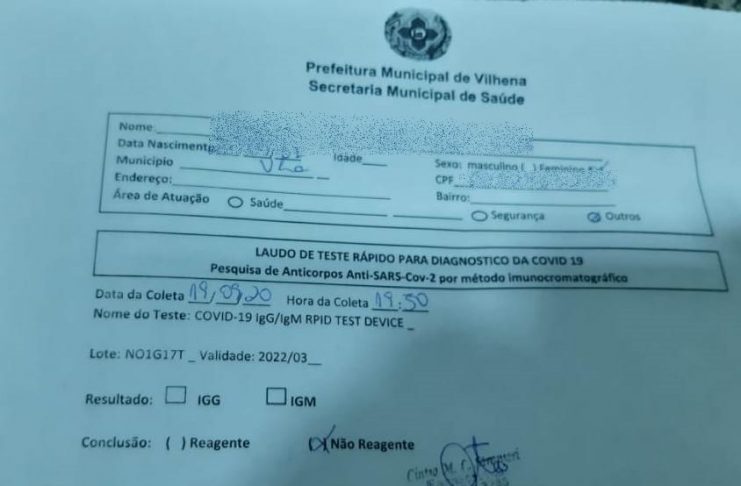 Prefeitura Municipal de Vilhena
Secretaria Municipal de Saúde
Nome
Data Nasciment Idade
Municipio Vha
Sexo: masculino ( ) Feminino
CPF
Endereço:
Bairro:
Área de Atuação Saúde Segurança Outros
LAUDO DE TESTE RÁPIDO PARA DIAGNOSTICO DA COVID 19
Pesquisa de Anticorpos Anti-SARS-Cov-2 por método imunocromatográfico
Data da Coleta 19/09/20 Hora da Coleta 19:50
Nome do Teste: COVID-19 IgG/IgM RPID TEST DEVICE _
Lote: NO1G17T _ Validade: 2022/03__
Resultado: IGG IGM
Conclusão: ( ) Reagente (X) Não Reagente